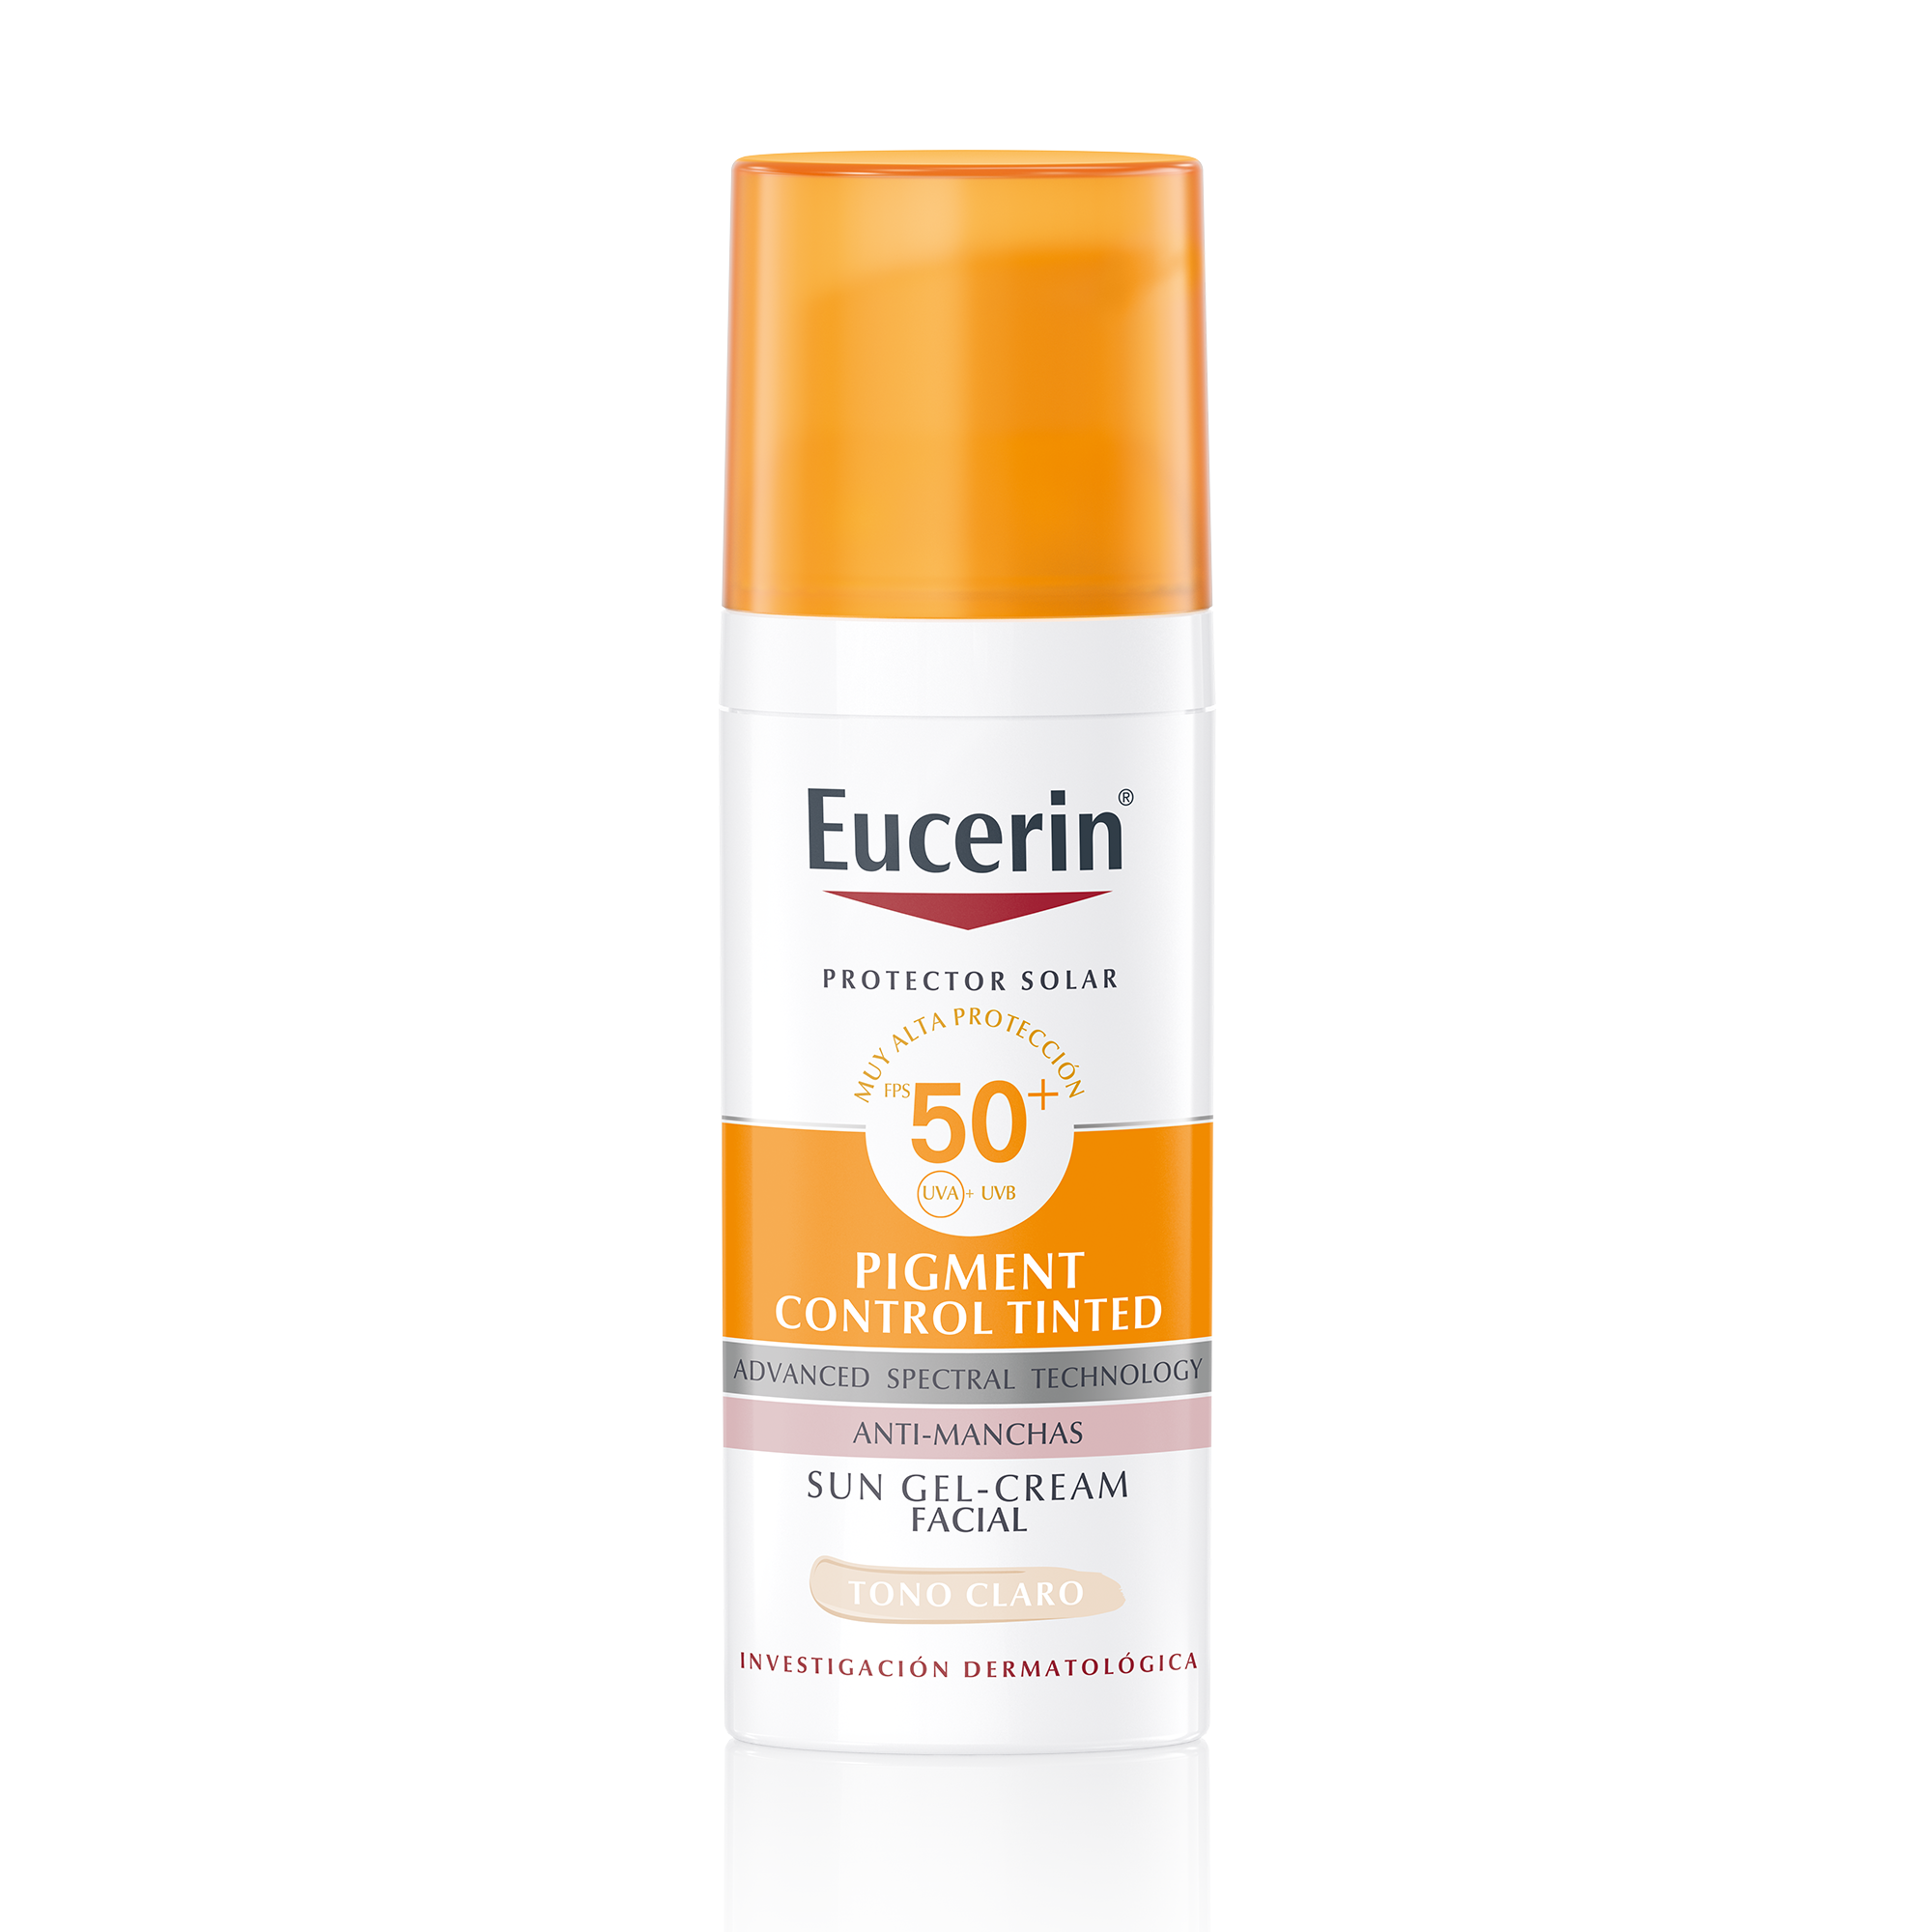 Eucerin®
PROTECTOR SOLAR
MUY ALTA PROTECCIÓN
FPS 50+
UVA + UVB
PIGMENT
CONTROL TINTED
ADVANCED SPECTRAL TECHNOLOGY
ANTI-MANCHAS
SUN GEL-CREAM
FACIAL
TONO CLARO
INVESTIGACIÓN DERMATOLÓGICA